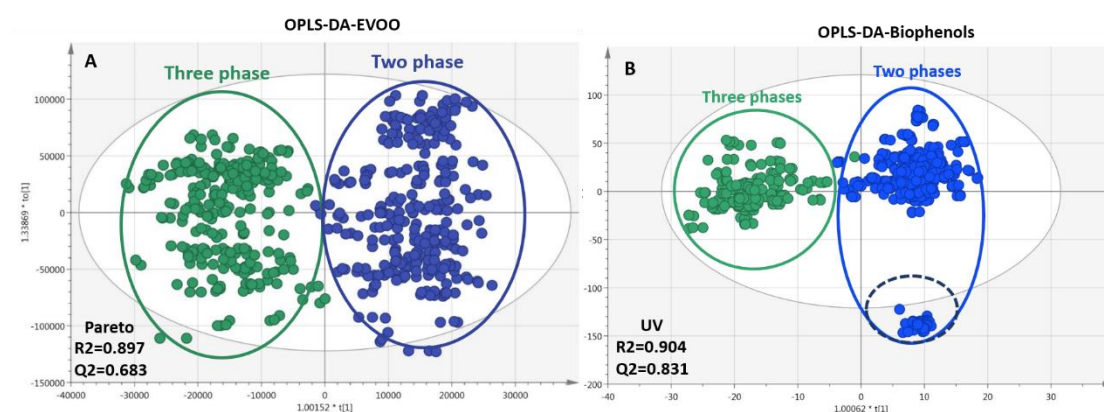 OPLS-DA-EVOO
A
Three phase
Two phase
100000
50000
0
-50000
-100000
-150000
1.33869 * to[1]
Pareto
R2=0.897
Q2=0.683
-40000 -30000 -20000 -10000 0 10000 20000 30000
1.00152 * t[1]
OPLS-DA-Biophenols
B
Two phases
Three phases
100
50
0
-50
-100
-150
-200
UV
R2=0.904
Q2=0.831
-30 -20 -10 0 10 20 30
1.00062 * t[1]